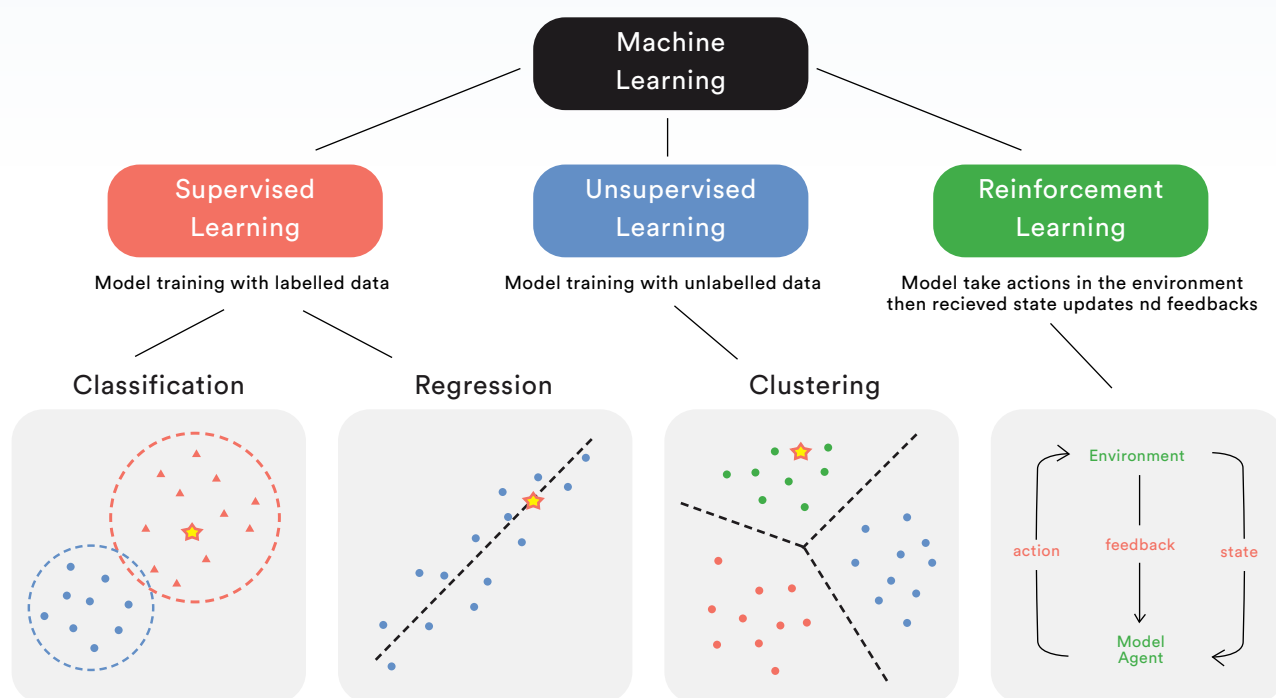 Machine
Learning
Supervised
Learning
Unsupervised
Learning
Reinforcement
Learning
Model training with labelled data
Model training with unlabelled data
Model take actions in the environment
then recieved state updates nd feedbacks
Classification
Regression
Clustering
Environment
action
feedback
state
Model
Agent